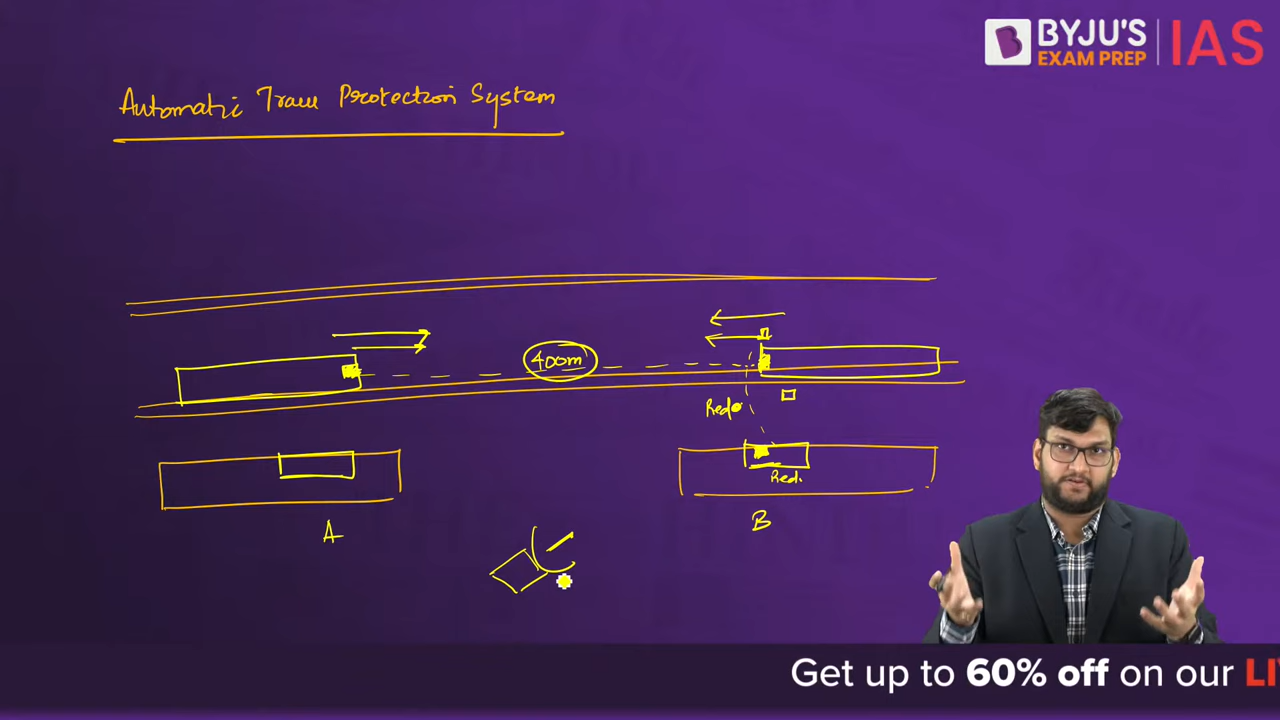 BYJU'S
EXAM PREP
IAS
Automatic Train Protection System
400m
Red
Red.
A
B
Get up to 60% off on our LI